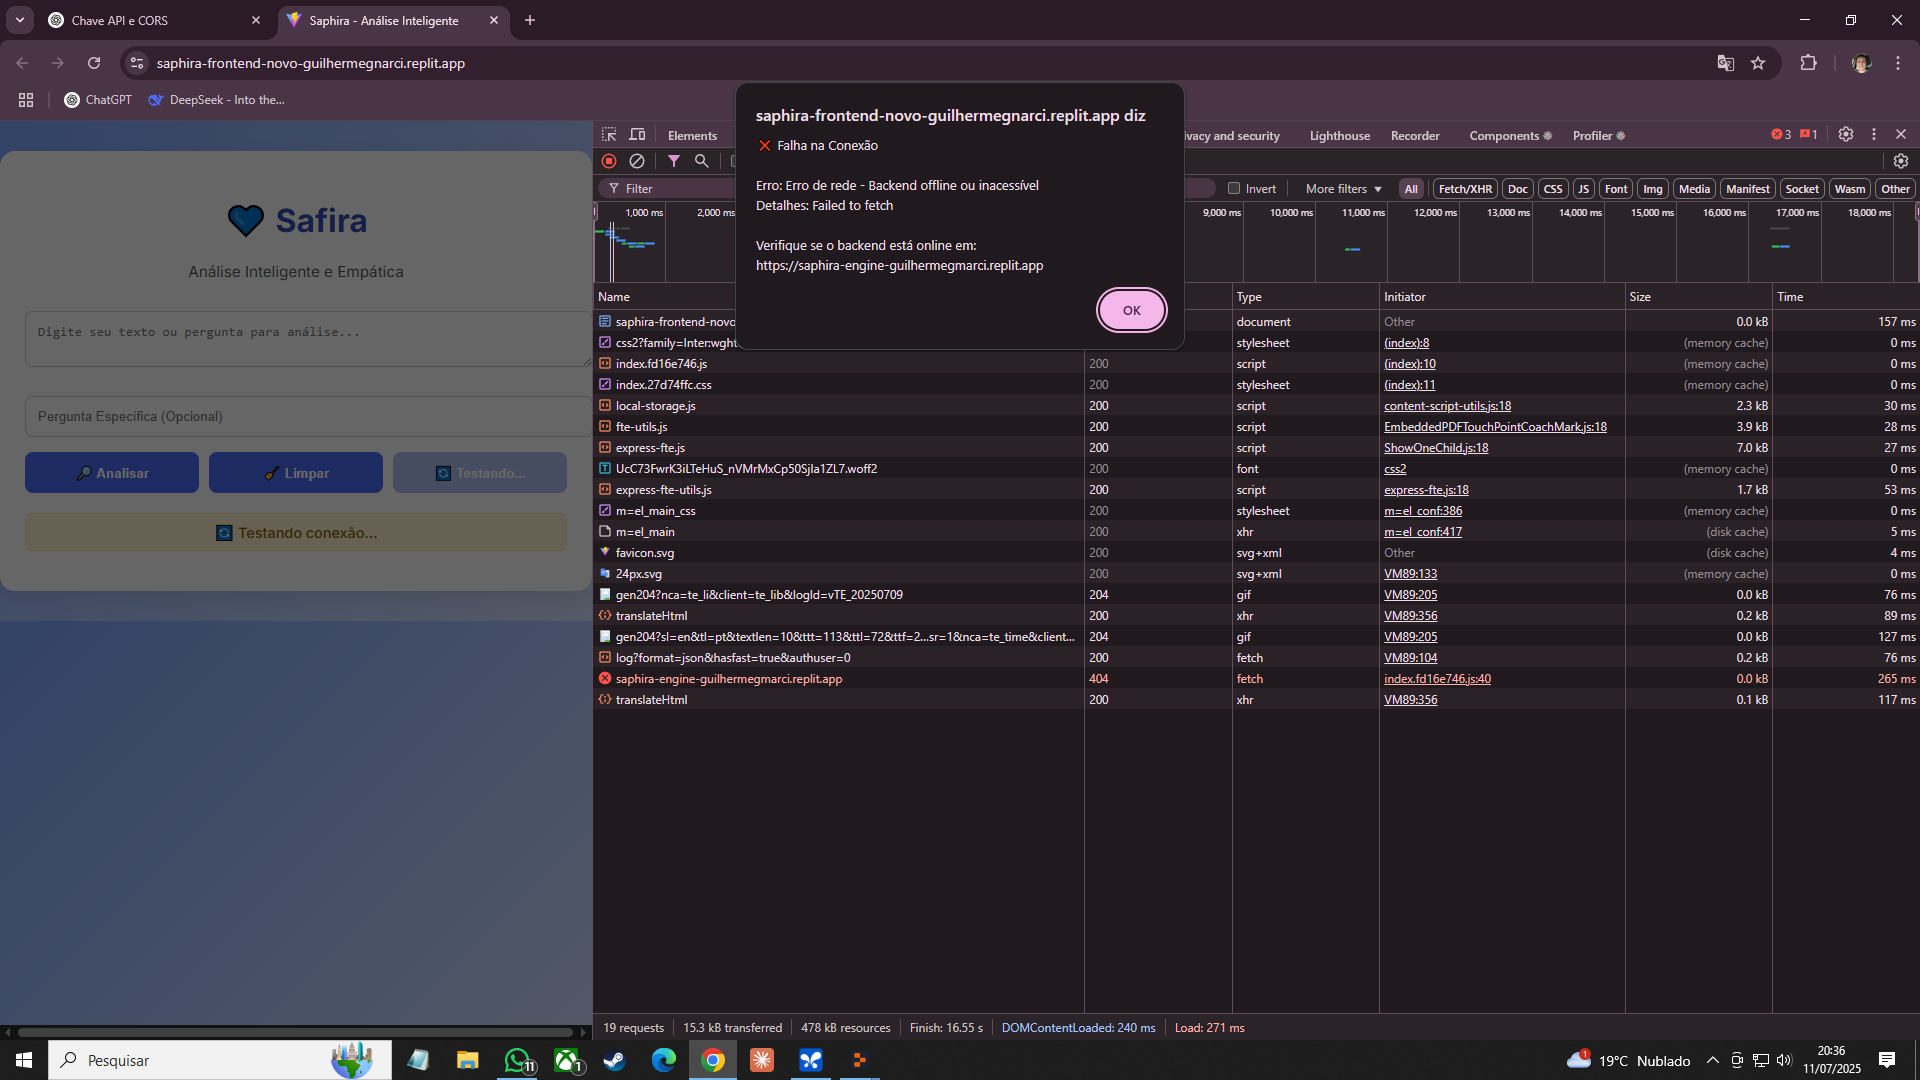 Chave API e CORS
Saphira - Análise Inteligente
saphira-frontend-novo-guilhermegnarci.replit.app
ChatGPT
DeepSeek - Into the...
saphira-frontend-novo-guilhermegnarci.replit.app diz
Falha na Conexão
Erro: Erro de rede - Backend offline ou inacessível
Detalhes: Failed to fetch
Verifique se o backend está online em:
https://saphira-engine-guilhermegmarci.replit.app
OK
Safira
Análise Inteligente e Empática
Digite seu texto ou pergunta para análise...
Pergunta Específica (Opcional)
Analisar
Limpar
Testando...
Testando conexão...
Elements
ivacy and security
Lighthouse
Recorder
Components
Profiler
3
1
Filter
Invert
More filters
All
Fetch/XHR
Doc
CSS
JS
Font
Img
Media
Manifest
Socket
Wasm
Other
1,000 ms
2,000 ms
9,000 ms
10,000 ms
11,000 ms
12,000 ms
13,000 ms
14,000 ms
15,000 ms
16,000 ms
17,000 ms
18,000 ms
Name Type Initiator Size Time
saphira-frontend-novo document Other 0.0 kB 157 ms
css2?family=Inter:wght stylesheet (index):8 (memory cache) 0 ms
index.fd16e746.js 200 script (index):10 (memory cache) 0 ms
index.27d74ffc.css 200 stylesheet (index):11 (memory cache) 0 ms
local-storage.js 200 script content-script-utils.js:18 2.3 kB 30 ms
fte-utils.js 200 script EmbeddedPDFTouchPointCoachMark.js:18 3.9 kB 28 ms
express-fte.js 200 script ShowOneChild.js:18 7.0 kB 27 ms
UcC73FwrK3iLTeHuS_nVMrMxCp50SjIa1ZL7.woff2 200 font css2 (memory cache) 0 ms
express-fte-utils.js 200 script express-fte.js:18 1.7 kB 53 ms
m=el_main_css 200 stylesheet m=el_conf:386 (memory cache) 0 ms
m=el_main 200 xhr m=el_conf:417 (disk cache) 5 ms
favicon.svg 200 svg+xml Other (disk cache) 4 ms
24px.svg 200 svg+xml VM89:133 (memory cache) 0 ms
gen204?nca=te_li&client=te_lib&logId=vTE_20250709 204 gif VM89:205 0.0 kB 76 ms
translateHtml 200 xhr VM89:356 0.2 kB 89 ms
gen204?sl=en&tl=pt&textlen=10&ttt=113&ttl=72&ttf=2...sr=1&nca=te_time&client... 204 gif VM89:205 0.0 kB 127 ms
log?format=json&hasfast=true&authuser=0 200 fetch VM89:104 0.2 kB 76 ms
saphira-engine-guilhermegmarci.replit.app 404 fetch index.fd16e746.js:40 0.0 kB 265 ms
translateHtml 200 xhr VM89:356 0.1 kB 117 ms
19 requests 15.3 kB transferred 478 kB resources Finish: 16.55 s DOMContentLoaded: 240 ms Load: 271 ms
Pesquisar
11
1
1
19°C Nublado
20:36
11/07/2025